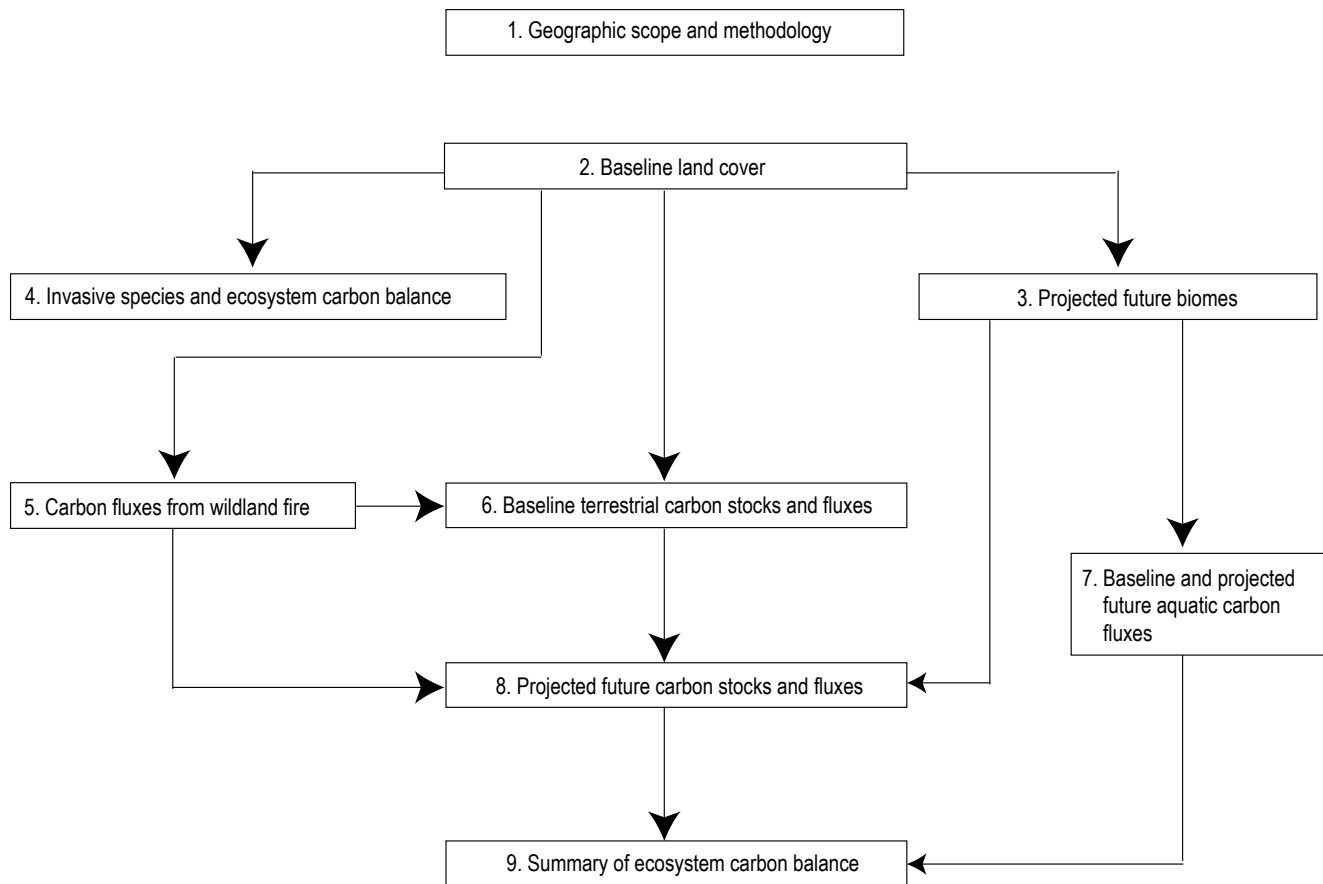 1. Geographic scope and methodology
2. Baseline land cover
4. Invasive species and ecosystem carbon balance
3. Projected future biomes
5. Carbon fluxes from wildland fire
6. Baseline terrestrial carbon stocks and fluxes
7. Baseline and projected
future aquatic carbon
fluxes
8. Projected future carbon stocks and fluxes
9. Summary of ecosystem carbon balance